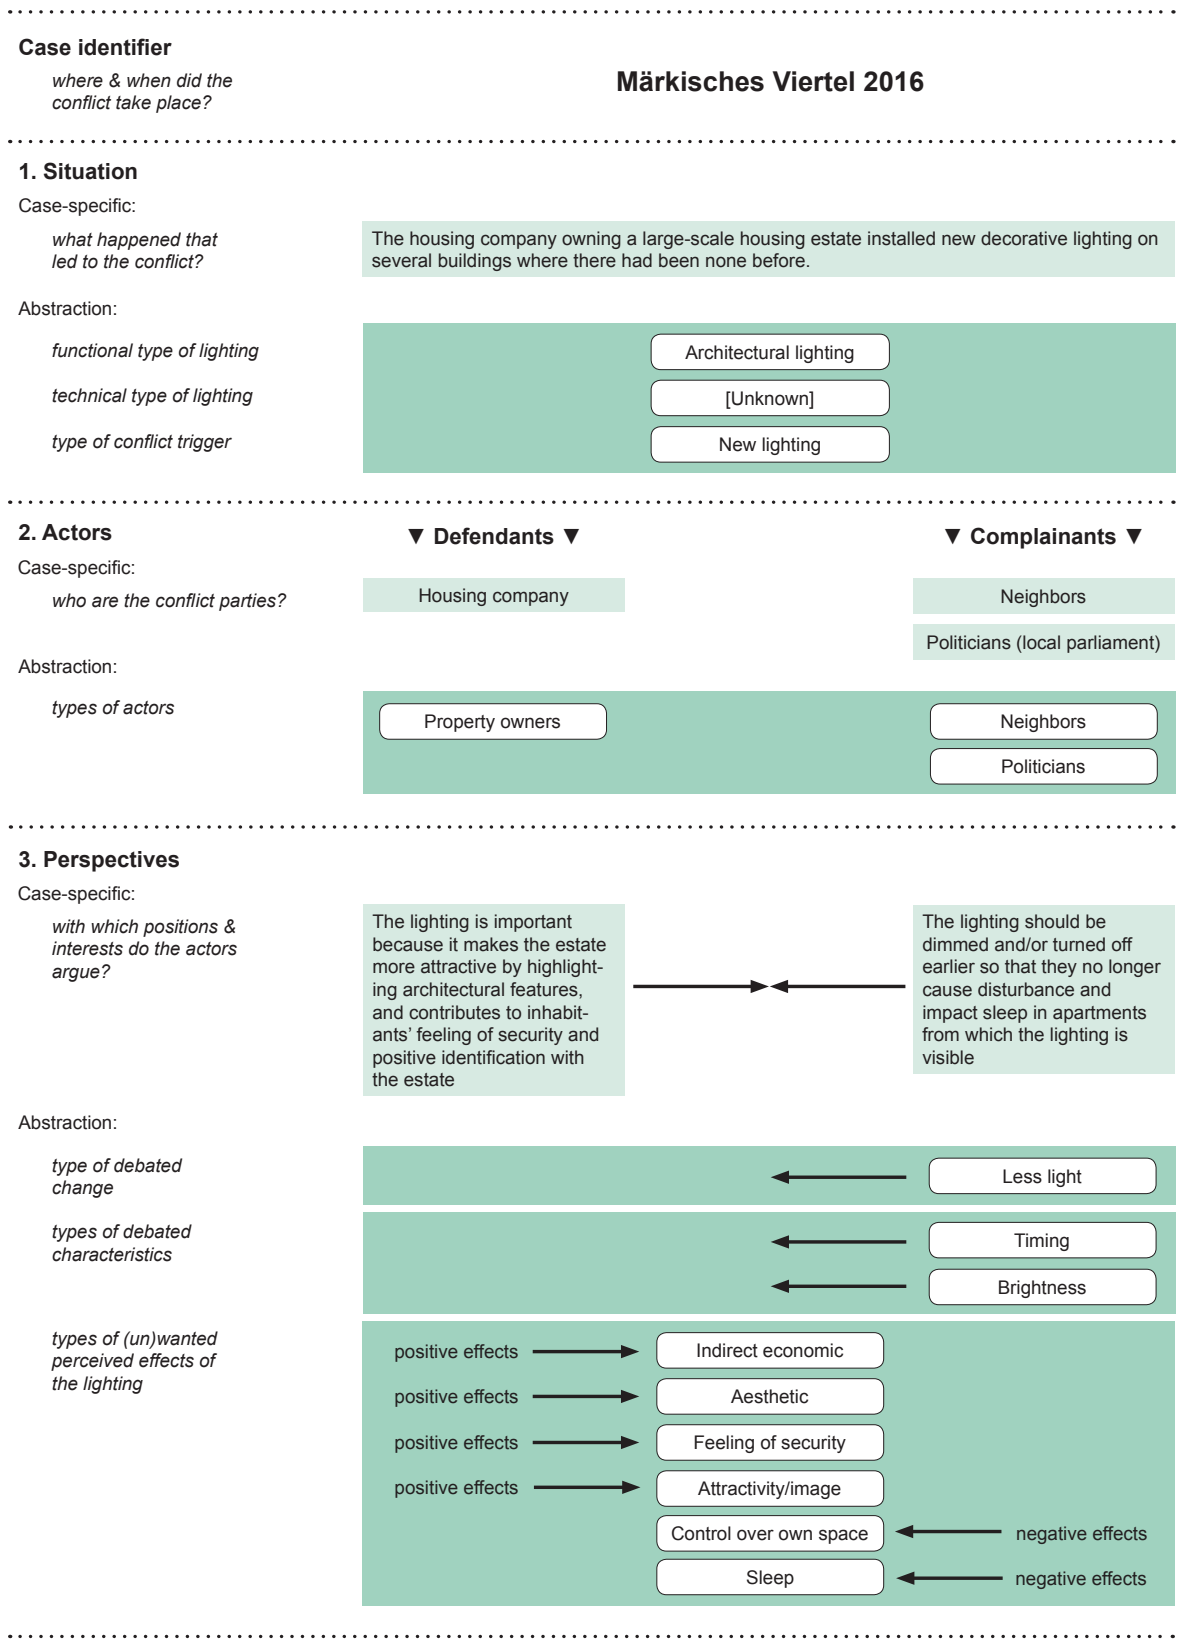 Case identifier
where & when did the
conflict take place?
Märkisches Viertel 2016
1. Situation
Case-specific:
what happened that
led to the conflict?
The housing company owning a large-scale housing estate installed new decorative lighting on
several buildings where there had been none before.
Abstraction:
functional type of lighting
Architectural lighting
technical type of lighting
[Unknown]
type of conflict trigger
New lighting
2. Actors
▼ Defendants ▼
▼ Complainants ▼
Case-specific:
who are the conflict parties?
Housing company
Neighbors
Politicians (local parliament)
Abstraction:
types of actors
Property owners
Neighbors
Politicians
3. Perspectives
Case-specific:
with which positions &
interests do the actors
argue?
The lighting is important
because it makes the estate
more attractive by highlight-
ing architectural features,
and contributes to inhabit-
ants’ feeling of security and
positive identification with
the estate
The lighting should be
dimmed and/or turned off
earlier so that they no longer
cause disturbance and
impact sleep in apartments
from which the lighting is
visible
Abstraction:
type of debated
change
Less light
types of debated
characteristics
Timing
Brightness
types of (un)wanted
perceived effects of
the lighting
positive effects
Indirect economic
positive effects
Aesthetic
positive effects
Feeling of security
positive effects
Attractivity/image
Control over own space
negative effects
Sleep
negative effects